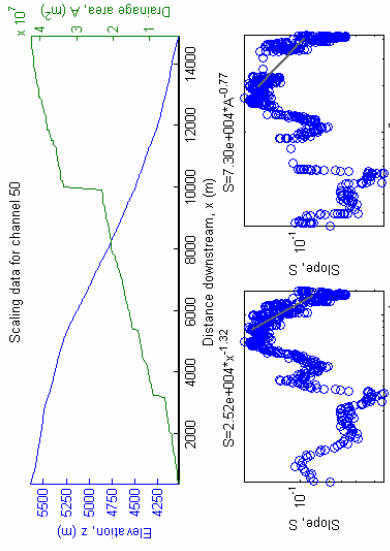 Scaling data for channel 50
x 10⁷
5500
5250
5000
4750
4500
4250
Elevation, z (m)
4
3
2
1
Drainage area, A (m²)
2000
4000
6000
8000
10000
12000
14000
Distance downstream, x (m)
S=2.52e+004*x^-1.32
10⁻¹
Slope, S
S=7.30e+004*A^-0.77
10⁻¹
Slope, S